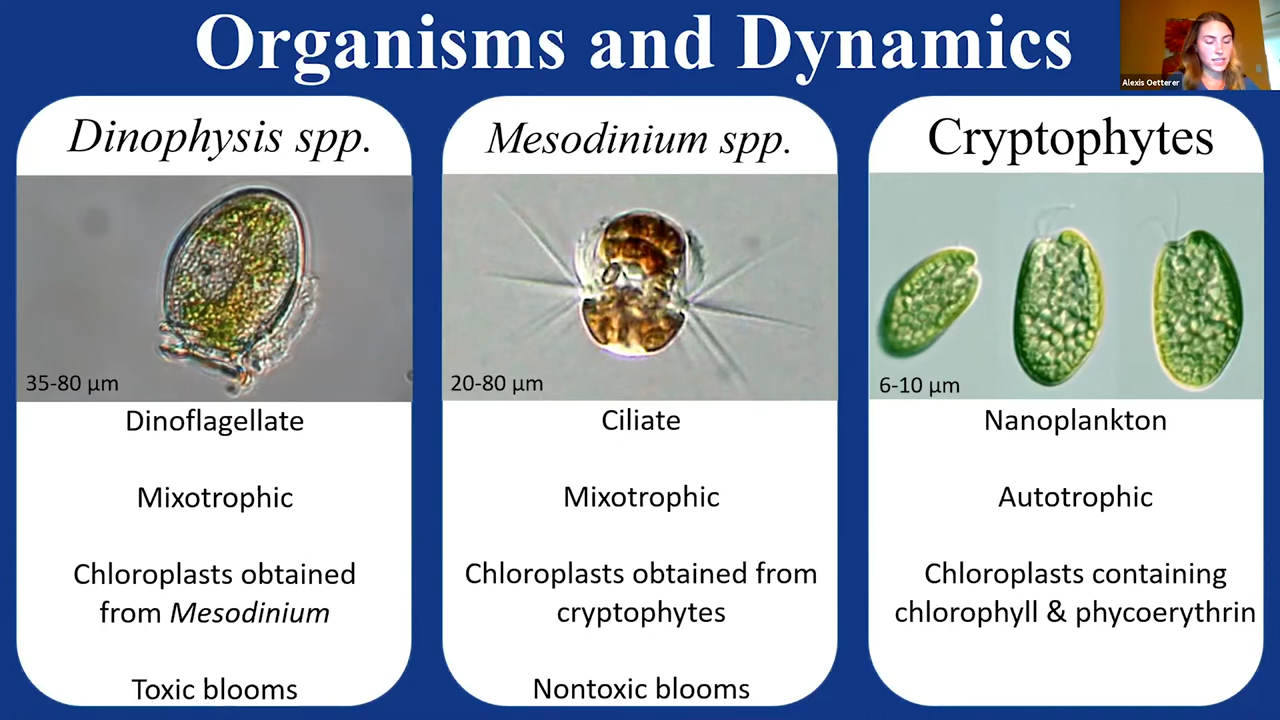 Organisms and Dynamics
Alexis Oetterer
Dinophysis spp.
35-80 µm
Dinoflagellate
Mixotrophic
Chloroplasts obtained
from Mesodinium
Toxic blooms
Mesodinium spp.
20-80 µm
Ciliate
Mixotrophic
Chloroplasts obtained from
cryptophytes
Nontoxic blooms
Cryptophytes
6-10 µm
Nanoplankton
Autotrophic
Chloroplasts containing
chlorophyll & phycoerythrin